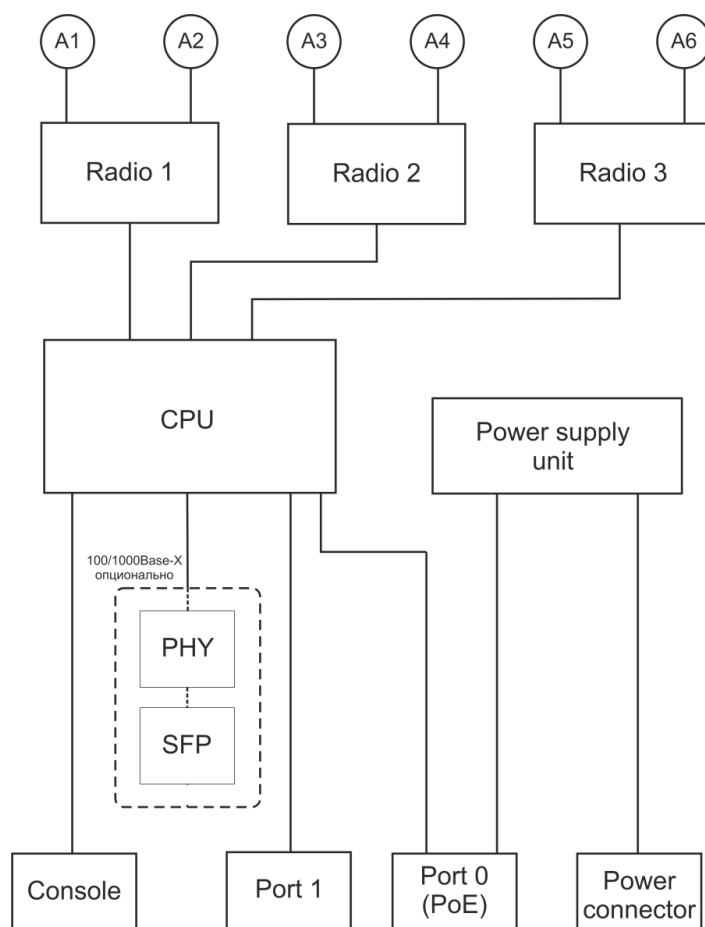 A1
A2
A3
A4
A5
A6
Radio 1
Radio 2
Radio 3
CPU
Power supply
unit
100/1000Base-X
опционально
PHY
SFP
Console
Port 1
Port 0
(PoE)
Power
connector